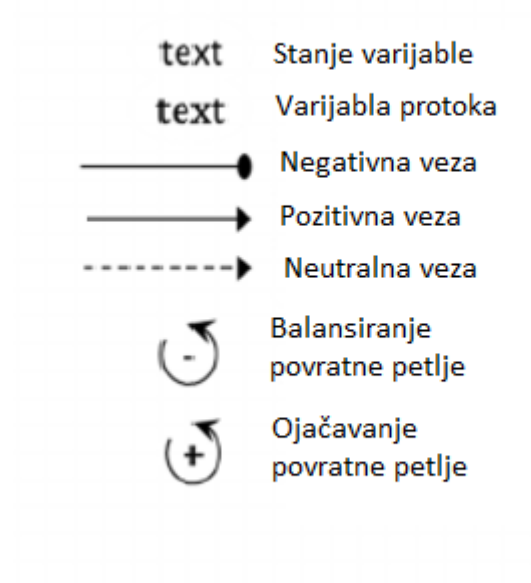 text Stanje varijable
text Varijabla protoka
Negativna veza
Pozitivna veza
Neutralna veza
- Balansiranje
povratne petlje
+ Ojačavanje
povratne petlje